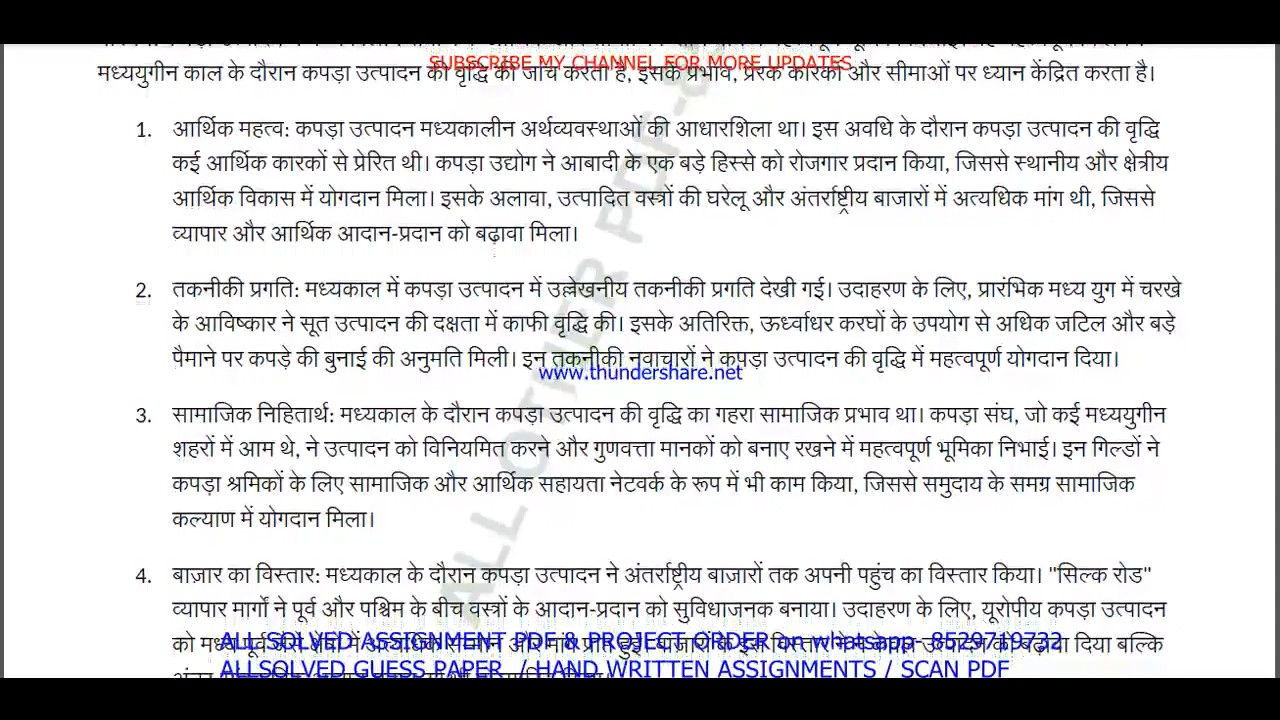 SUBSCRIBE MY CHANNEL FOR MORE UPDATES
मध्ययुगीन काल के दौरान कपड़ा उत्पादन की वृद्धि की जांच करता है, इसके प्रभाव, प्रेरक कारकों और सीमाओं पर ध्यान केंद्रित करता है।
1. आर्थिक महत्व: कपड़ा उत्पादन मध्यकालीन अर्थव्यवस्थाओं की आधारशिला था। इस अवधि के दौरान कपड़ा उत्पादन की वृद्धि
कई आर्थिक कारकों से प्रेरित थी। कपड़ा उद्योग ने आबादी के एक बड़े हिस्से को रोजगार प्रदान किया, जिससे स्थानीय और क्षेत्रीय
आर्थिक विकास में योगदान मिला। इसके अलावा, उत्पादित वस्त्रों की घरेलू और अंतर्राष्ट्रीय बाजारों में अत्यधिक मांग थी, जिससे
व्यापार और आर्थिक आदान-प्रदान को बढ़ावा मिला।
2. तकनीकी प्रगति: मध्यकाल में कपड़ा उत्पादन में उल्लेखनीय तकनीकी प्रगति देखी गई। उदाहरण के लिए, प्रारंभिक मध्य युग में चरखे
के आविष्कार ने सूत उत्पादन की दक्षता में काफी वृद्धि की। इसके अतिरिक्त, ऊर्ध्वाधर करघों के उपयोग से अधिक जटिल और बड़े
पैमाने पर कपड़े की बुनाई की अनुमति मिली। इन तकनीकी नवाचारों ने कपड़ा उत्पादन की वृद्धि में महत्वपूर्ण योगदान दिया।
www.thundershare.net
3. सामाजिक निहितार्थ: मध्यकाल के दौरान कपड़ा उत्पादन की वृद्धि का गहरा सामाजिक प्रभाव था। कपड़ा संघ, जो कई मध्ययुगीन
शहरों में आम थे, ने उत्पादन को विनियमित करने और गुणवत्ता मानकों को बनाए रखने में महत्वपूर्ण भूमिका निभाई। इन गिल्डों ने
कपड़ा श्रमिकों के लिए सामाजिक और आर्थिक सहायता नेटवर्क के रूप में भी काम किया, जिससे समुदाय के समग्र सामाजिक
कल्याण में योगदान मिला।
4. बाज़ार का विस्तार: मध्यकाल के दौरान कपड़ा उत्पादन ने अंतर्राष्ट्रीय बाज़ारों तक अपनी पहुंच का विस्तार किया। "सिल्क रोड"
व्यापार मार्गों ने पूर्व और पश्चिम के बीच वस्त्रों के आदान-प्रदान को सुविधाजनक बनाया। उदाहरण के लिए, यूरोपीय कपड़ा उत्पादन
ALL SOLVED ASSIGNMENT PDF & PROJECT ORDER on whatsapp- 8529719732
ALLSOLVED GUESS PAPER / HAND WRITTEN ASSIGNMENTS / SCAN PDF
ALL OTHER PDF-8